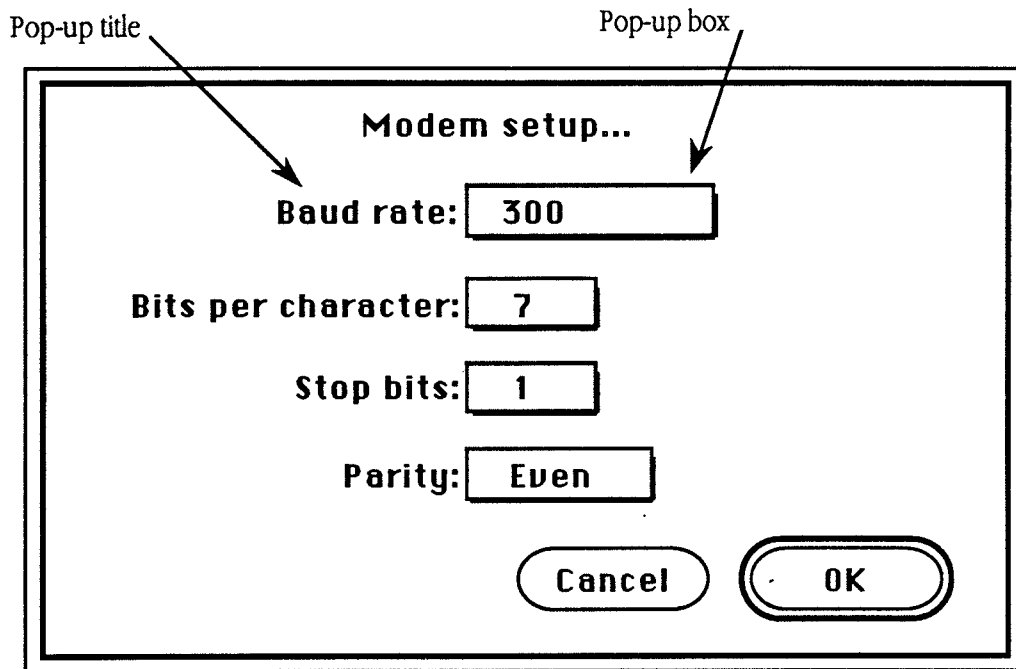 Pop-up title
Pop-up box
Modem setup...
Baud rate: 300
Bits per character: 7
Stop bits: 1
Parity: Even
Cancel OK